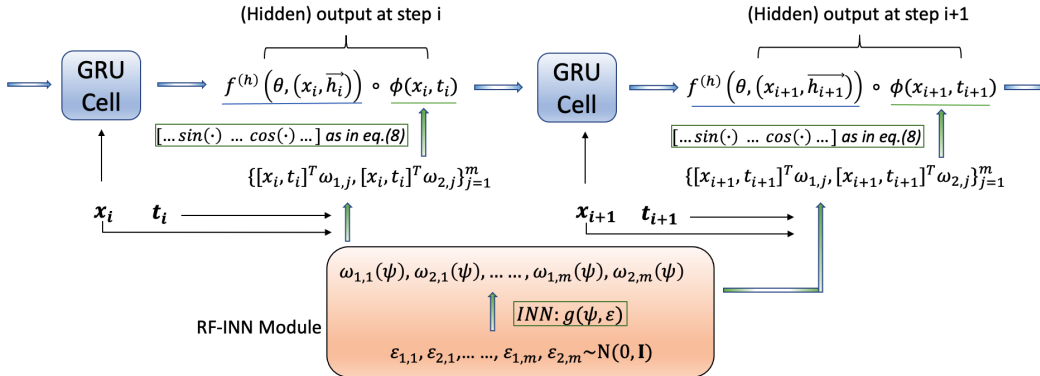 (Hidden) output at step i
(Hidden) output at step i+1
GRU
Cell
f^{(h)} (θ, (x_i, \overrightarrow{h_i})) ∘ ϕ(x_i, t_i)
GRU
Cell
f^{(h)} (θ, (x_{i+1}, \overrightarrow{h_{i+1}})) ∘ ϕ(x_{i+1}, t_{i+1})
[... sin(·) ... cos(·) ...] as in eq.(8)
[... sin(·) ... cos(·) ...] as in eq.(8)
{[x_i, t_i]^T ω_{1,j}, [x_i, t_i]^T ω_{2,j}}_{j=1}^m
{[x_{i+1}, t_{i+1}]^T ω_{1,j}, [x_{i+1}, t_{i+1}]^T ω_{2,j}}_{j=1}^m
x_i t_i
x_{i+1} t_{i+1}
ω_{1,1}(ψ), ω_{2,1}(ψ), ... ..., ω_{1,m}(ψ), ω_{2,m}(ψ)
INN: g(ψ, ε)
RF-INN Module
ε_{1,1}, ε_{2,1}, ... ..., ε_{1,m}, ε_{2,m}~N(0, I)